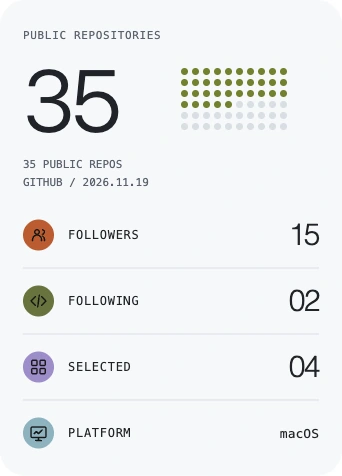 PUBLIC REPOSITORIES
35
35 PUBLIC REPOS
GITHUB / 2026.11.19
FOLLOWERS 15
FOLLOWING 02
SELECTED 04
PLATFORM macOS